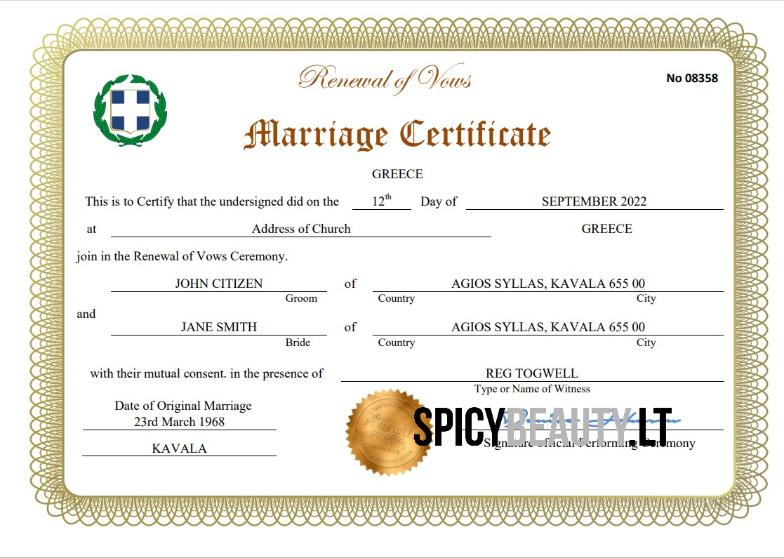 Renewal of Vows
No 08358
Marriage Certificate
GREECE
This is to Certify that the undersigned did on the 12th Day of SEPTEMBER 2022
at Address of Church GREECE
join in the Renewal of Vows Ceremony.
JOHN CITIZEN of AGIOS SYLLAS, KAVALA 655 00
Groom Country City
and
JANE SMITH of AGIOS SYLLAS, KAVALA 655 00
Bride Country City
with their mutual consent. in the presence of REG TOGWELL
Type or Name of Witness
Date of Original Marriage
23rd March 1968
SPICYBEAUTY.LT
Signature Official Performing Ceremony
KAVALA